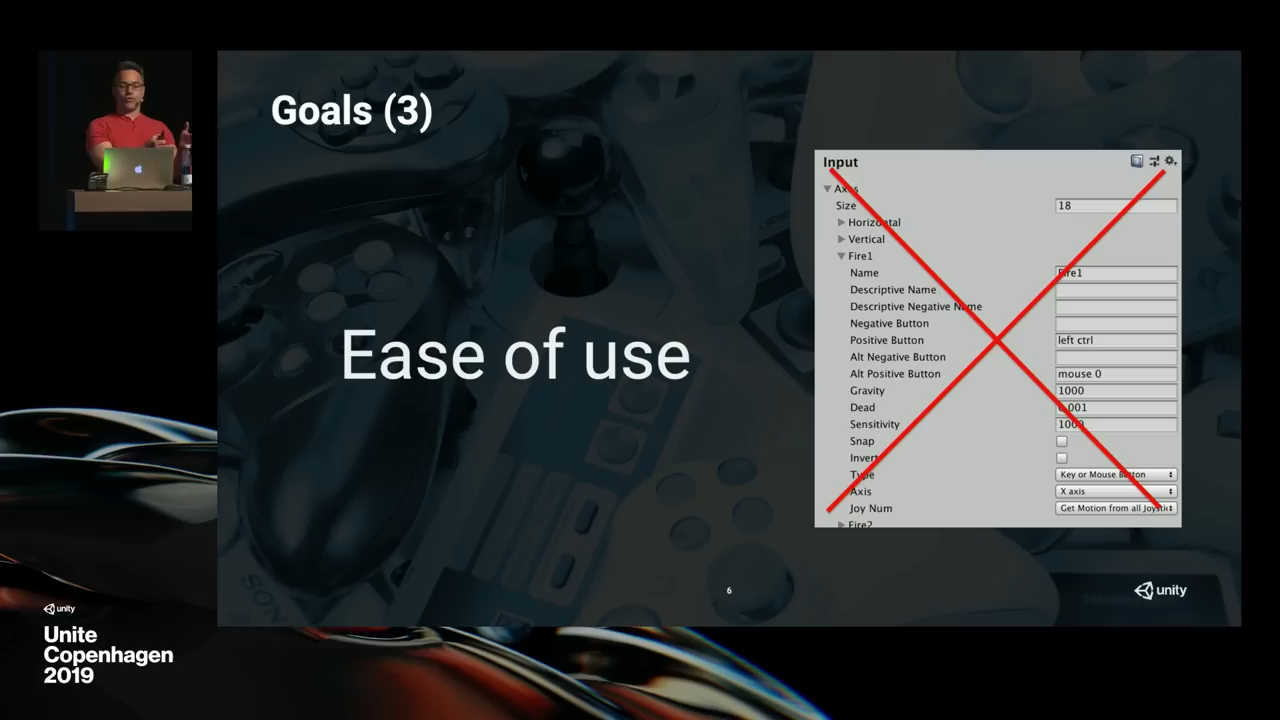 Goals (3)
Ease of use
Input
Axes
Size 18
Horizontal
Vertical
Fire1
Name Fire1
Descriptive Name
Descriptive Negative Name
Negative Button
Positive Button left ctrl
Alt Negative Button
Alt Positive Button mouse 0
Gravity 1000
Dead 0.001
Sensitivity 1000
Snap
Invert
Type Key or Mouse Button
Axis X axis
Joy Num Get Motion from all Joystic
Fire2
SONY
6
unity
unity
Unite
Copenhagen
2019